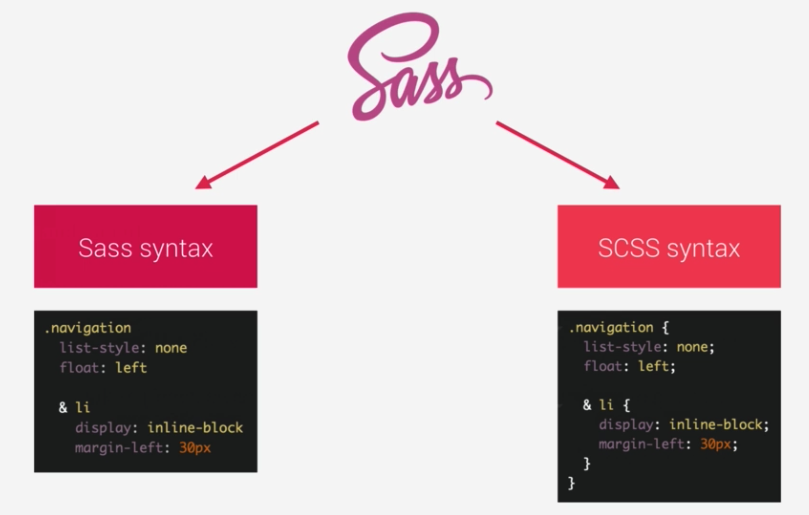 Sass
Sass syntax
.navigation
  list-style: none
  float: left

  & li
    display: inline-block
    margin-left: 30px
SCSS syntax
.navigation {
  list-style: none;
  float: left;

  & li {
    display: inline-block;
    margin-left: 30px;
  }
}